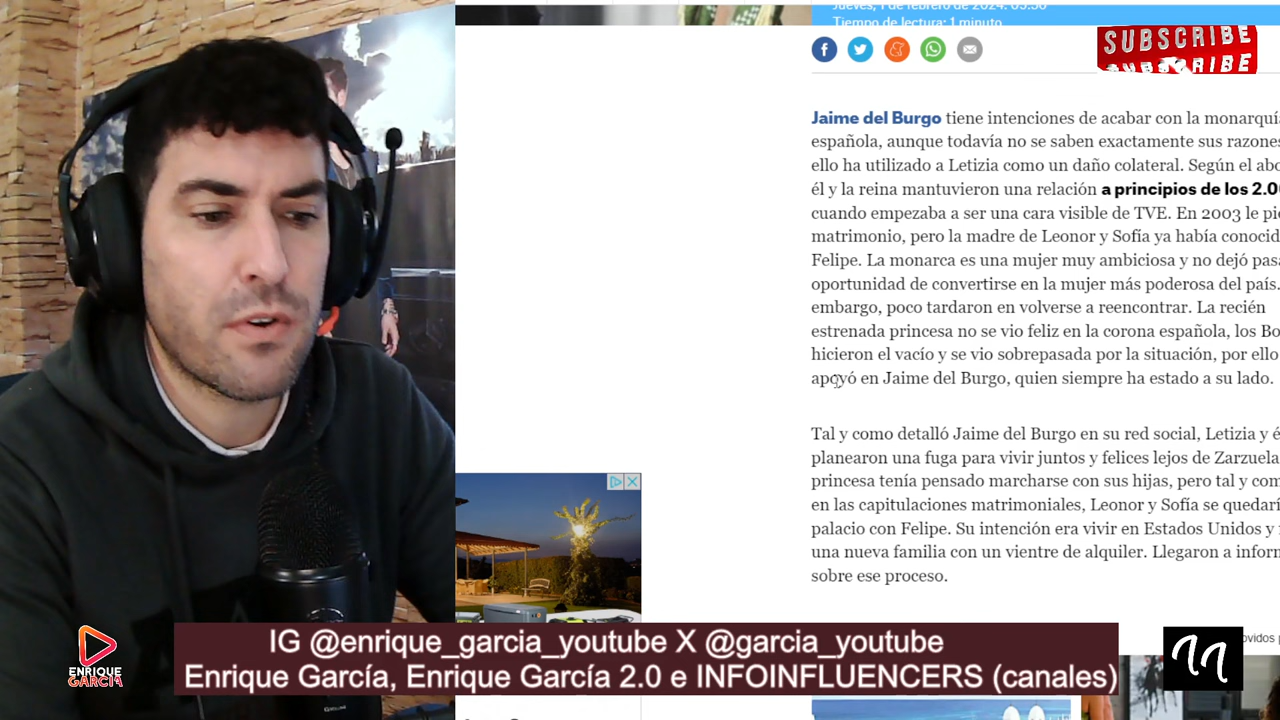 Jueves, 1 de febrero de 2024. 05:30
Tiempo de lectura: 1 minuto
SUBSCRIBE
Jaime del Burgo tiene intenciones de acabar con la monarquí
española, aunque todavía no se saben exactamente sus razones
ello ha utilizado a Letizia como un daño colateral. Según el abo
él y la reina mantuvieron una relación a principios de los 2.00
cuando empezaba a ser una cara visible de TVE. En 2003 le pi
matrimonio, pero la madre de Leonor y Sofía ya había conocid
Felipe. La monarca es una mujer muy ambiciosa y no dejó pas
oportunidad de convertirse en la mujer más poderosa del país.
embargo, poco tardaron en volverse a reencontrar. La recién
estrenada princesa no se vio feliz en la corona española, los Bo
hicieron el vacío y se vio sobrepasada por la situación, por ello
apoyó en Jaime del Burgo, quien siempre ha estado a su lado.
Tal y como detalló Jaime del Burgo en su red social, Letizia y é
planearon una fuga para vivir juntos y felices lejos de Zarzuela
princesa tenía pensado marcharse con sus hijas, pero tal y com
en las capitulaciones matrimoniales, Leonor y Sofía se quedarí
palacio con Felipe. Su intención era vivir en Estados Unidos y
una nueva familia con un vientre de alquiler. Llegaron a inform
sobre ese proceso.
IG @enrique_garcia_youtube X @garcia_youtube
Enrique García, Enrique García 2.0 e INFOINFLUENCERS (canales)
ENRIQUE
GARCÍA